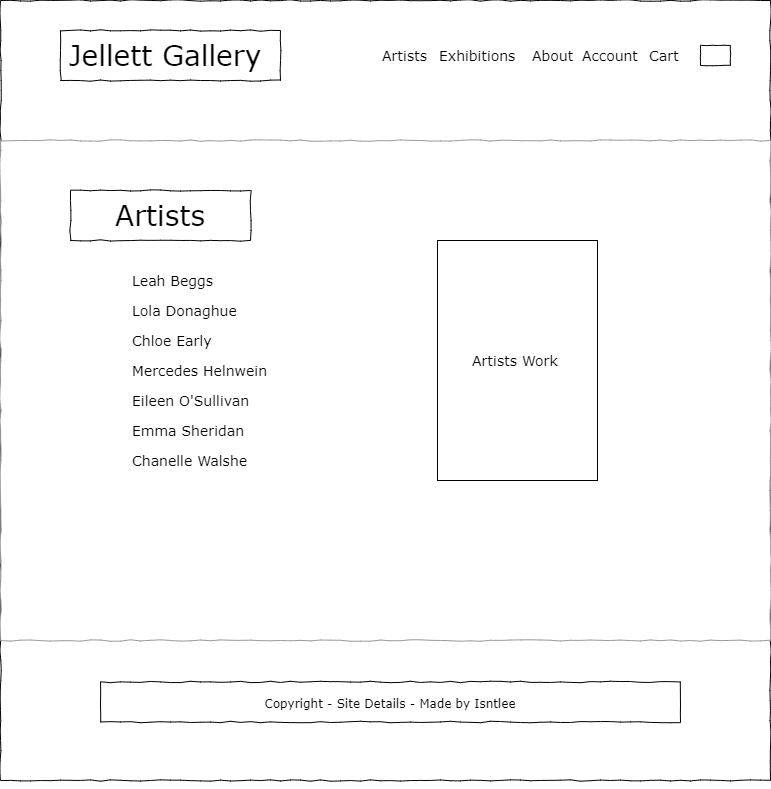 Jellett Gallery
Artists Exhibitions About Account Cart
Artists
Leah Beggs
Lola Donaghue
Chloe Early
Mercedes Helnwein
Eileen O'Sullivan
Emma Sheridan
Chanelle Walshe
Artists Work
Copyright - Site Details - Made by Isntlee